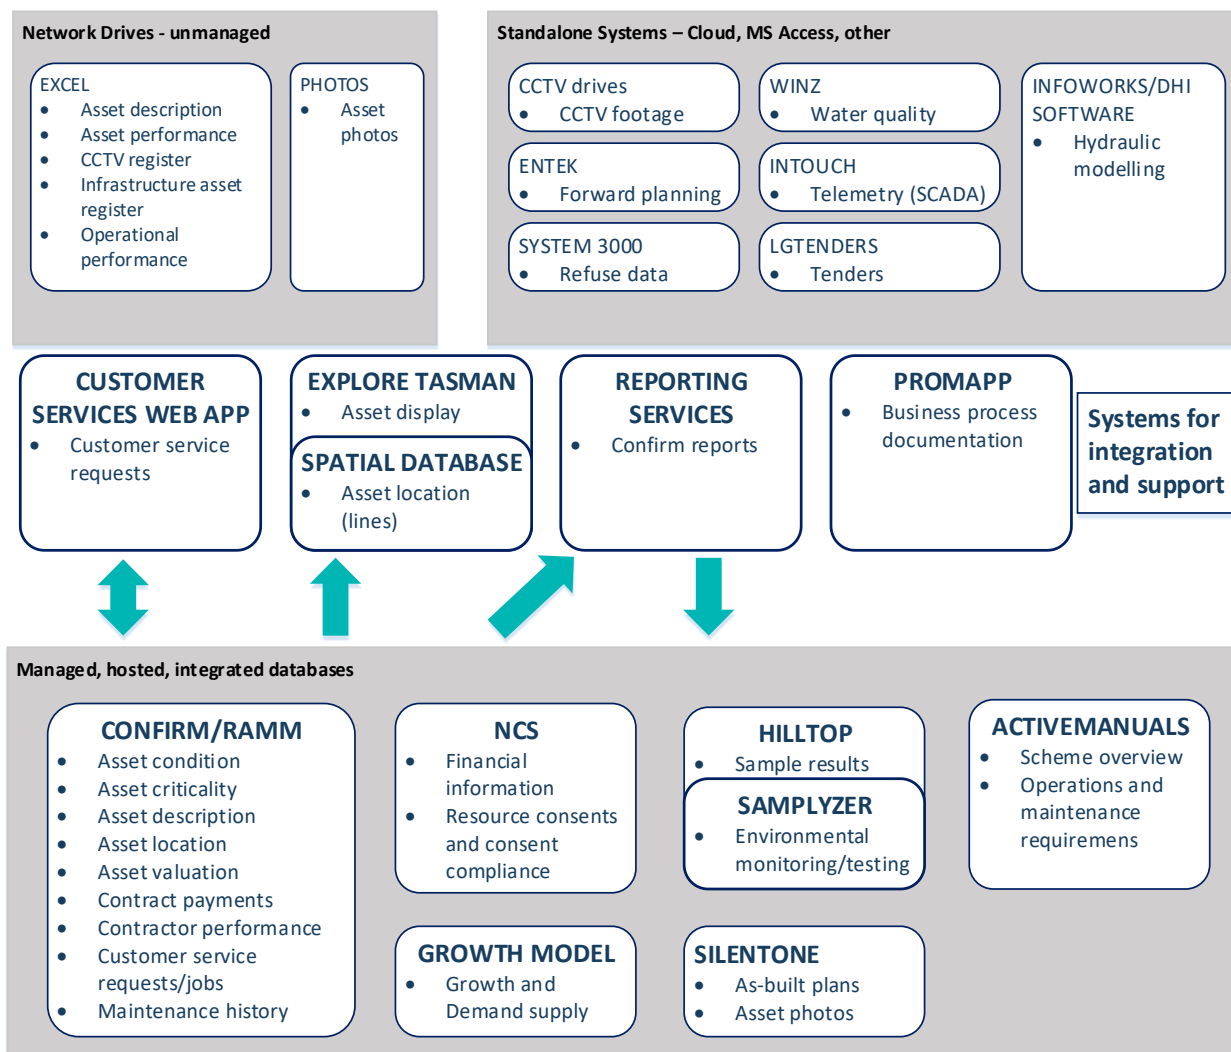 Network Drives - unmanaged
EXCEL
• Asset description
• Asset performance
• CCTV register
• Infrastructure asset
register
• Operational
performance
PHOTOS
• Asset
photos
Standalone Systems – Cloud, MS Access, other
CCTV drives
• CCTV footage
WINZ
• Water quality
INFOWORKS/DHI
SOFTWARE
• Hydraulic
modelling
ENTEK
• Forward planning
INTOUCH
• Telemetry (SCADA)
SYSTEM 3000
• Refuse data
LGTENDERS
• Tenders
CUSTOMER
SERVICES WEB APP
• Customer service
requests
EXPLORE TASMAN
• Asset display
SPATIAL DATABASE
• Asset location
(lines)
REPORTING
SERVICES
• Confirm reports
PROMAPP
• Business process
documentation
Systems for
integration
and support
Managed, hosted, integrated databases
CONFIRM/RAMM
• Asset condition
• Asset criticality
• Asset description
• Asset location
• Asset valuation
• Contract payments
• Contractor performance
• Customer service
requests/jobs
• Maintenance history
NCS
• Financial
information
• Resource consents
and consent
compliance
HILLTOP
• Sample results
SAMPLYZER
• Environmental
monitoring/testing
ACTIVEMANUALS
• Scheme overview
• Operations and
maintenance
requiremens
GROWTH MODEL
• Growth and
Demand supply
SILENTONE
• As-built plans
• Asset photos